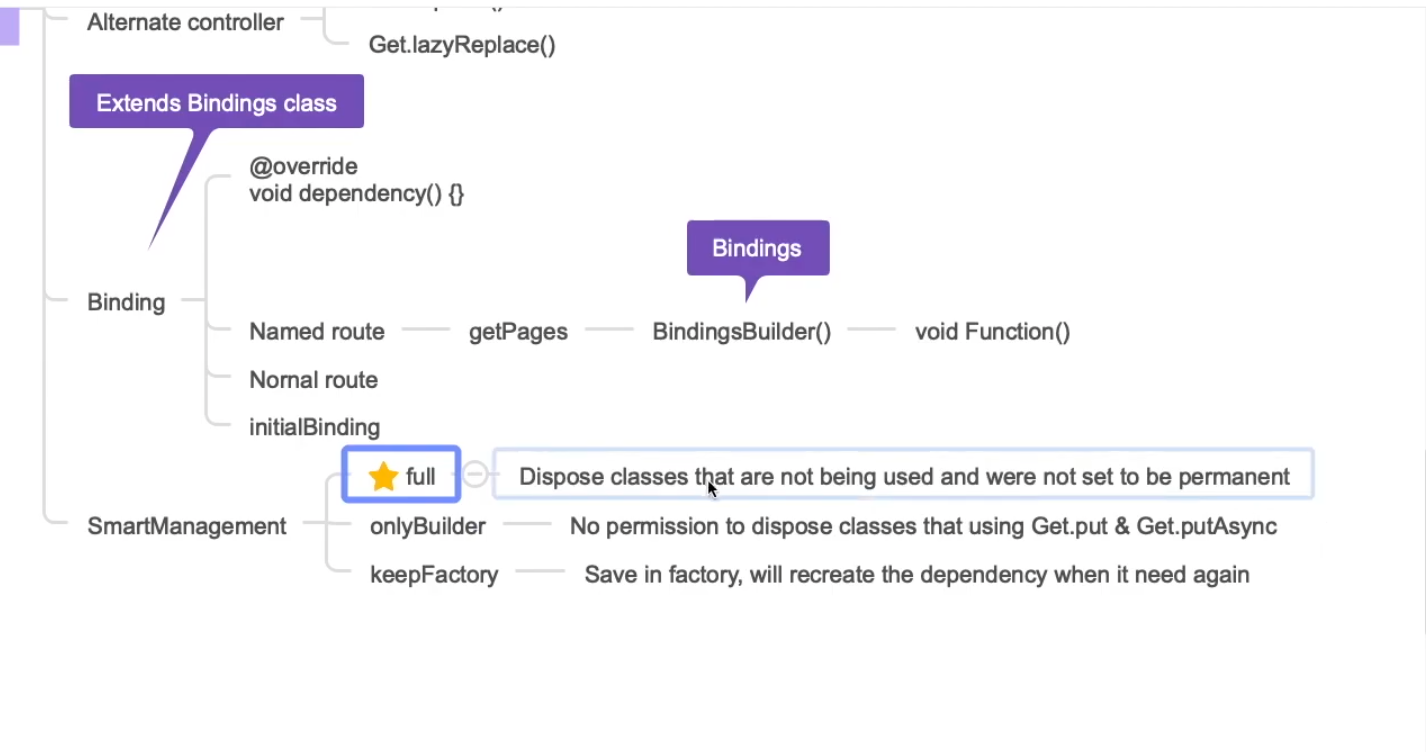 Alternate controller
Get.lazyReplace()
Extends Bindings class
@override
void dependency() {}
Bindings
Binding
Named route
getPages
BindingsBuilder()
void Function()
Nornal route
initialBinding
full
Dispose classes that are not being used and were not set to be permanent
SmartManagement
onlyBuilder
No permission to dispose classes that using Get.put & Get.putAsync
keepFactory
Save in factory, will recreate the dependency when it need again